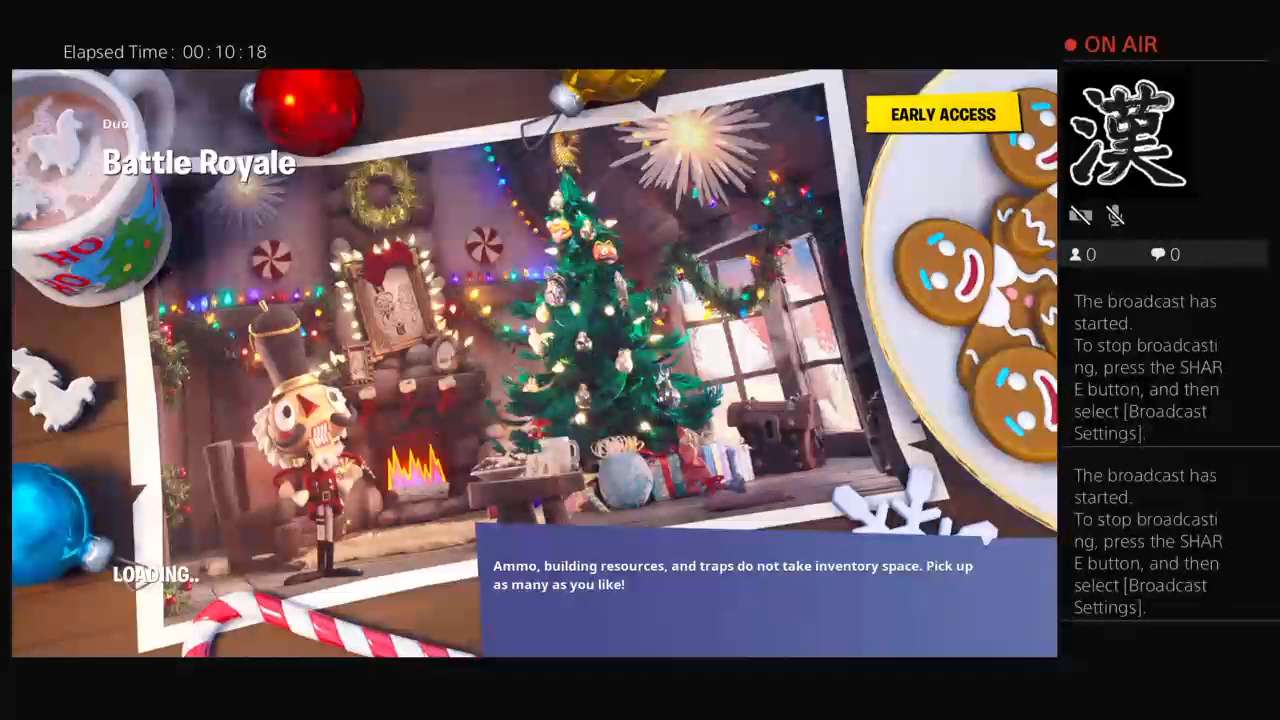 Elapsed Time: 00:10:18
ON AIR
Duo
Battle Royale
EARLY ACCESS
漢
0
0
The broadcast has
started.
To stop broadcasti
ng, press the SHAR
E button, and then
select [Broadcast
Settings].
The broadcast has
started.
To stop broadcasti
ng, press the SHAR
E button, and then
select [Broadcast
Settings].
LOADING..
Ammo, building resources, and traps do not take inventory space. Pick up
as many as you like!